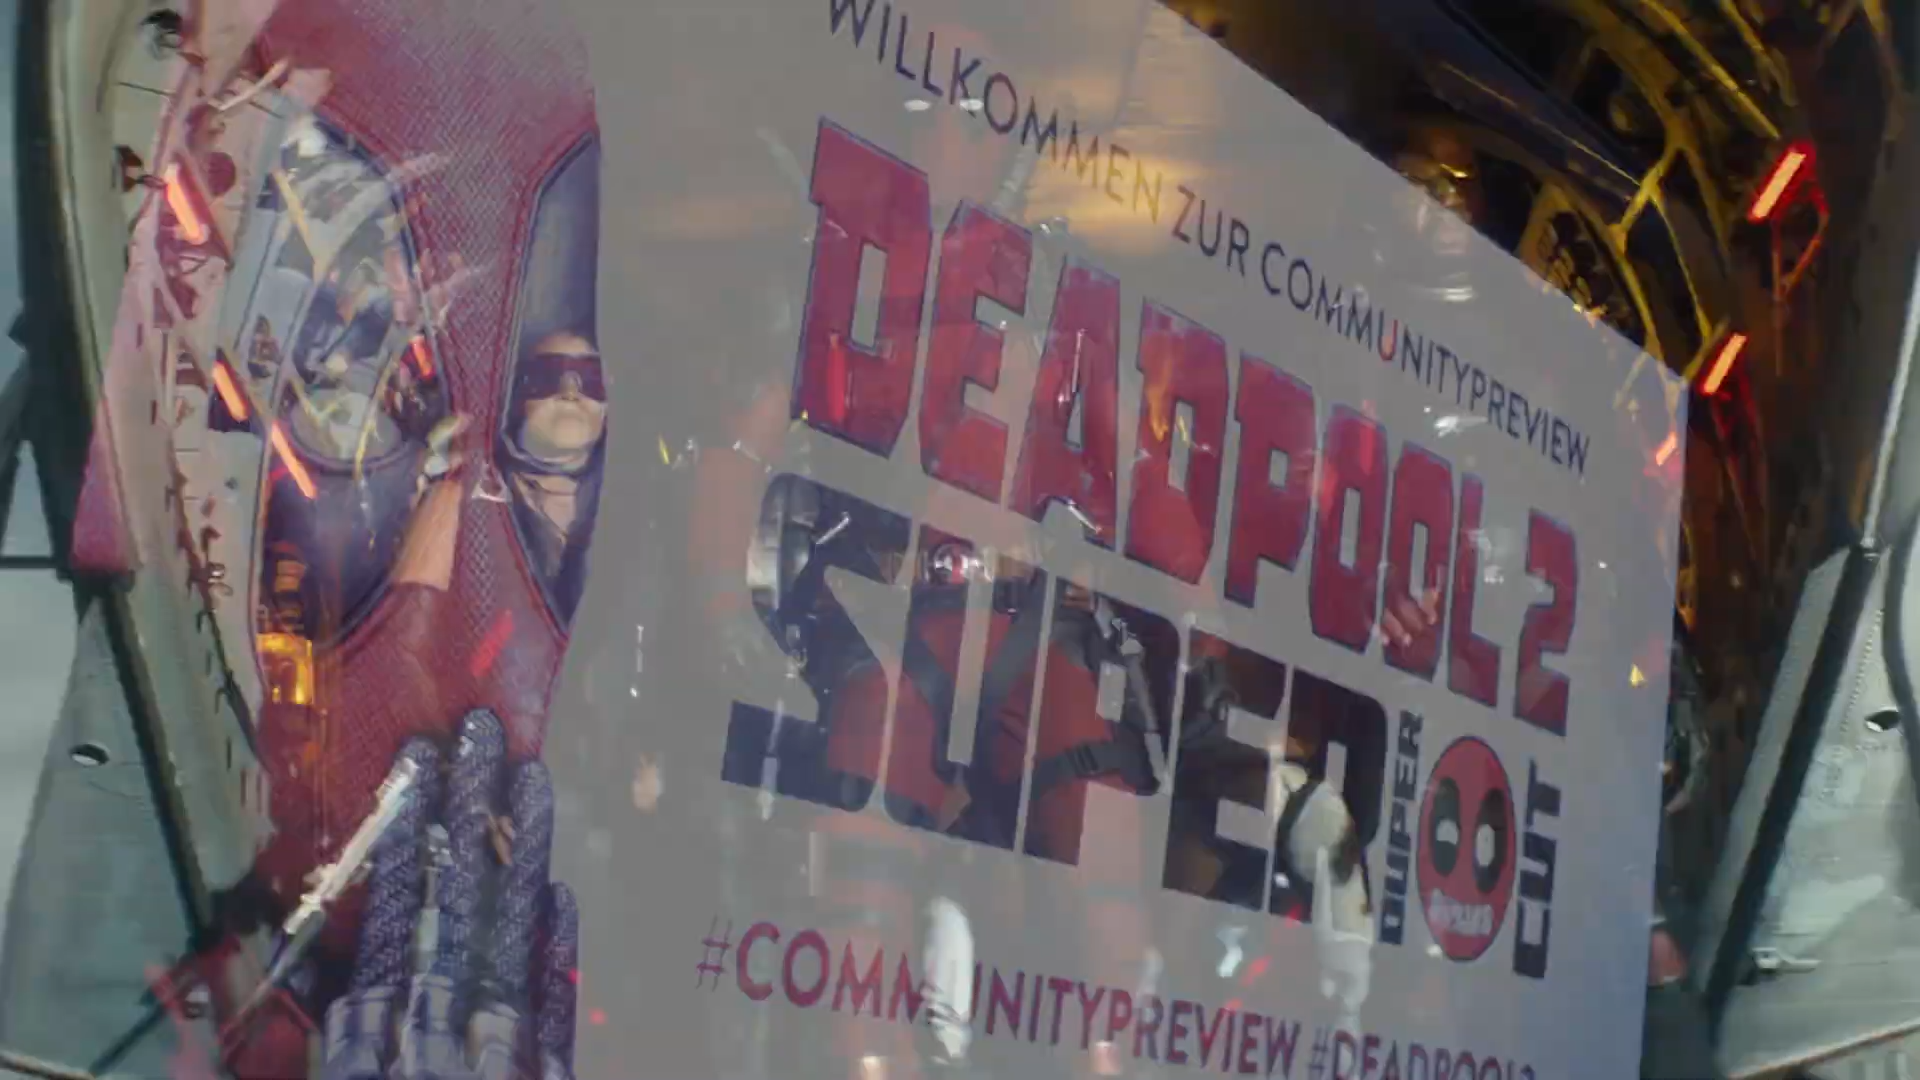 WILLKOMMEN ZUR COMMUNITYPREVIEW
DEADPOOL 2
SUPER
DUPER
CUT
#COMMUNITYPREVIEW #DEADPOOL2